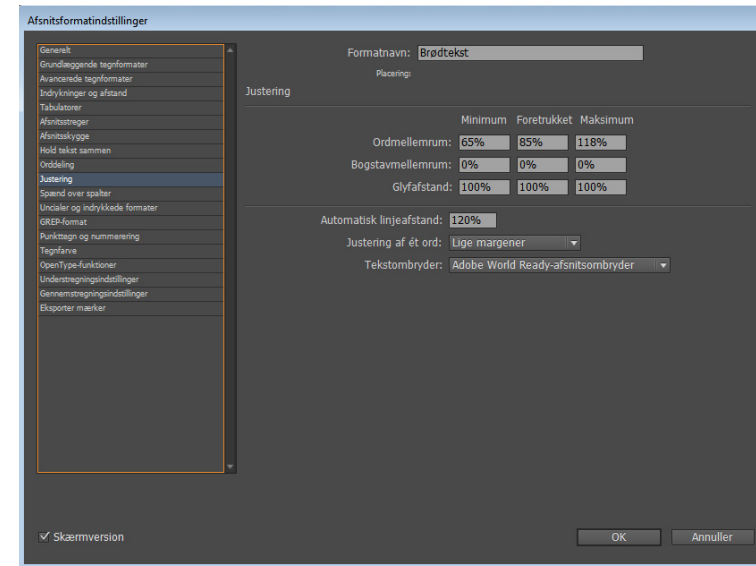 Afsnitsformatindstillinger
Generelt
Grundlæggende tegnformater
Avancerede tegnformater
Indrykninger og afstand
Tabulatorer
Afsnitsstreger
Afsnitsskygge
Hold tekst sammen
Orddeling
Justering
Spænd over spalter
Uncialer og indrykkede formater
GREP-format
Punkttegn og nummerering
Tegnfarve
OpenType-funktioner
Understregningsindstillinger
Gennemstregningsindstillinger
Eksporter mærker
Formatnavn: Brødtekst
Placering:
Justering
Minimum Foretrukket Maksimum
Ordmellemrum: 65% 85% 118%
Bogstavmellemrum: 0% 0% 0%
Glyfafstand: 100% 100% 100%
Automatisk linjeafstand: 120%
Justering af ét ord: Lige margener
Tekstombryder: Adobe World Ready-afsnitsombryder
Skærmversion
OK Annuller